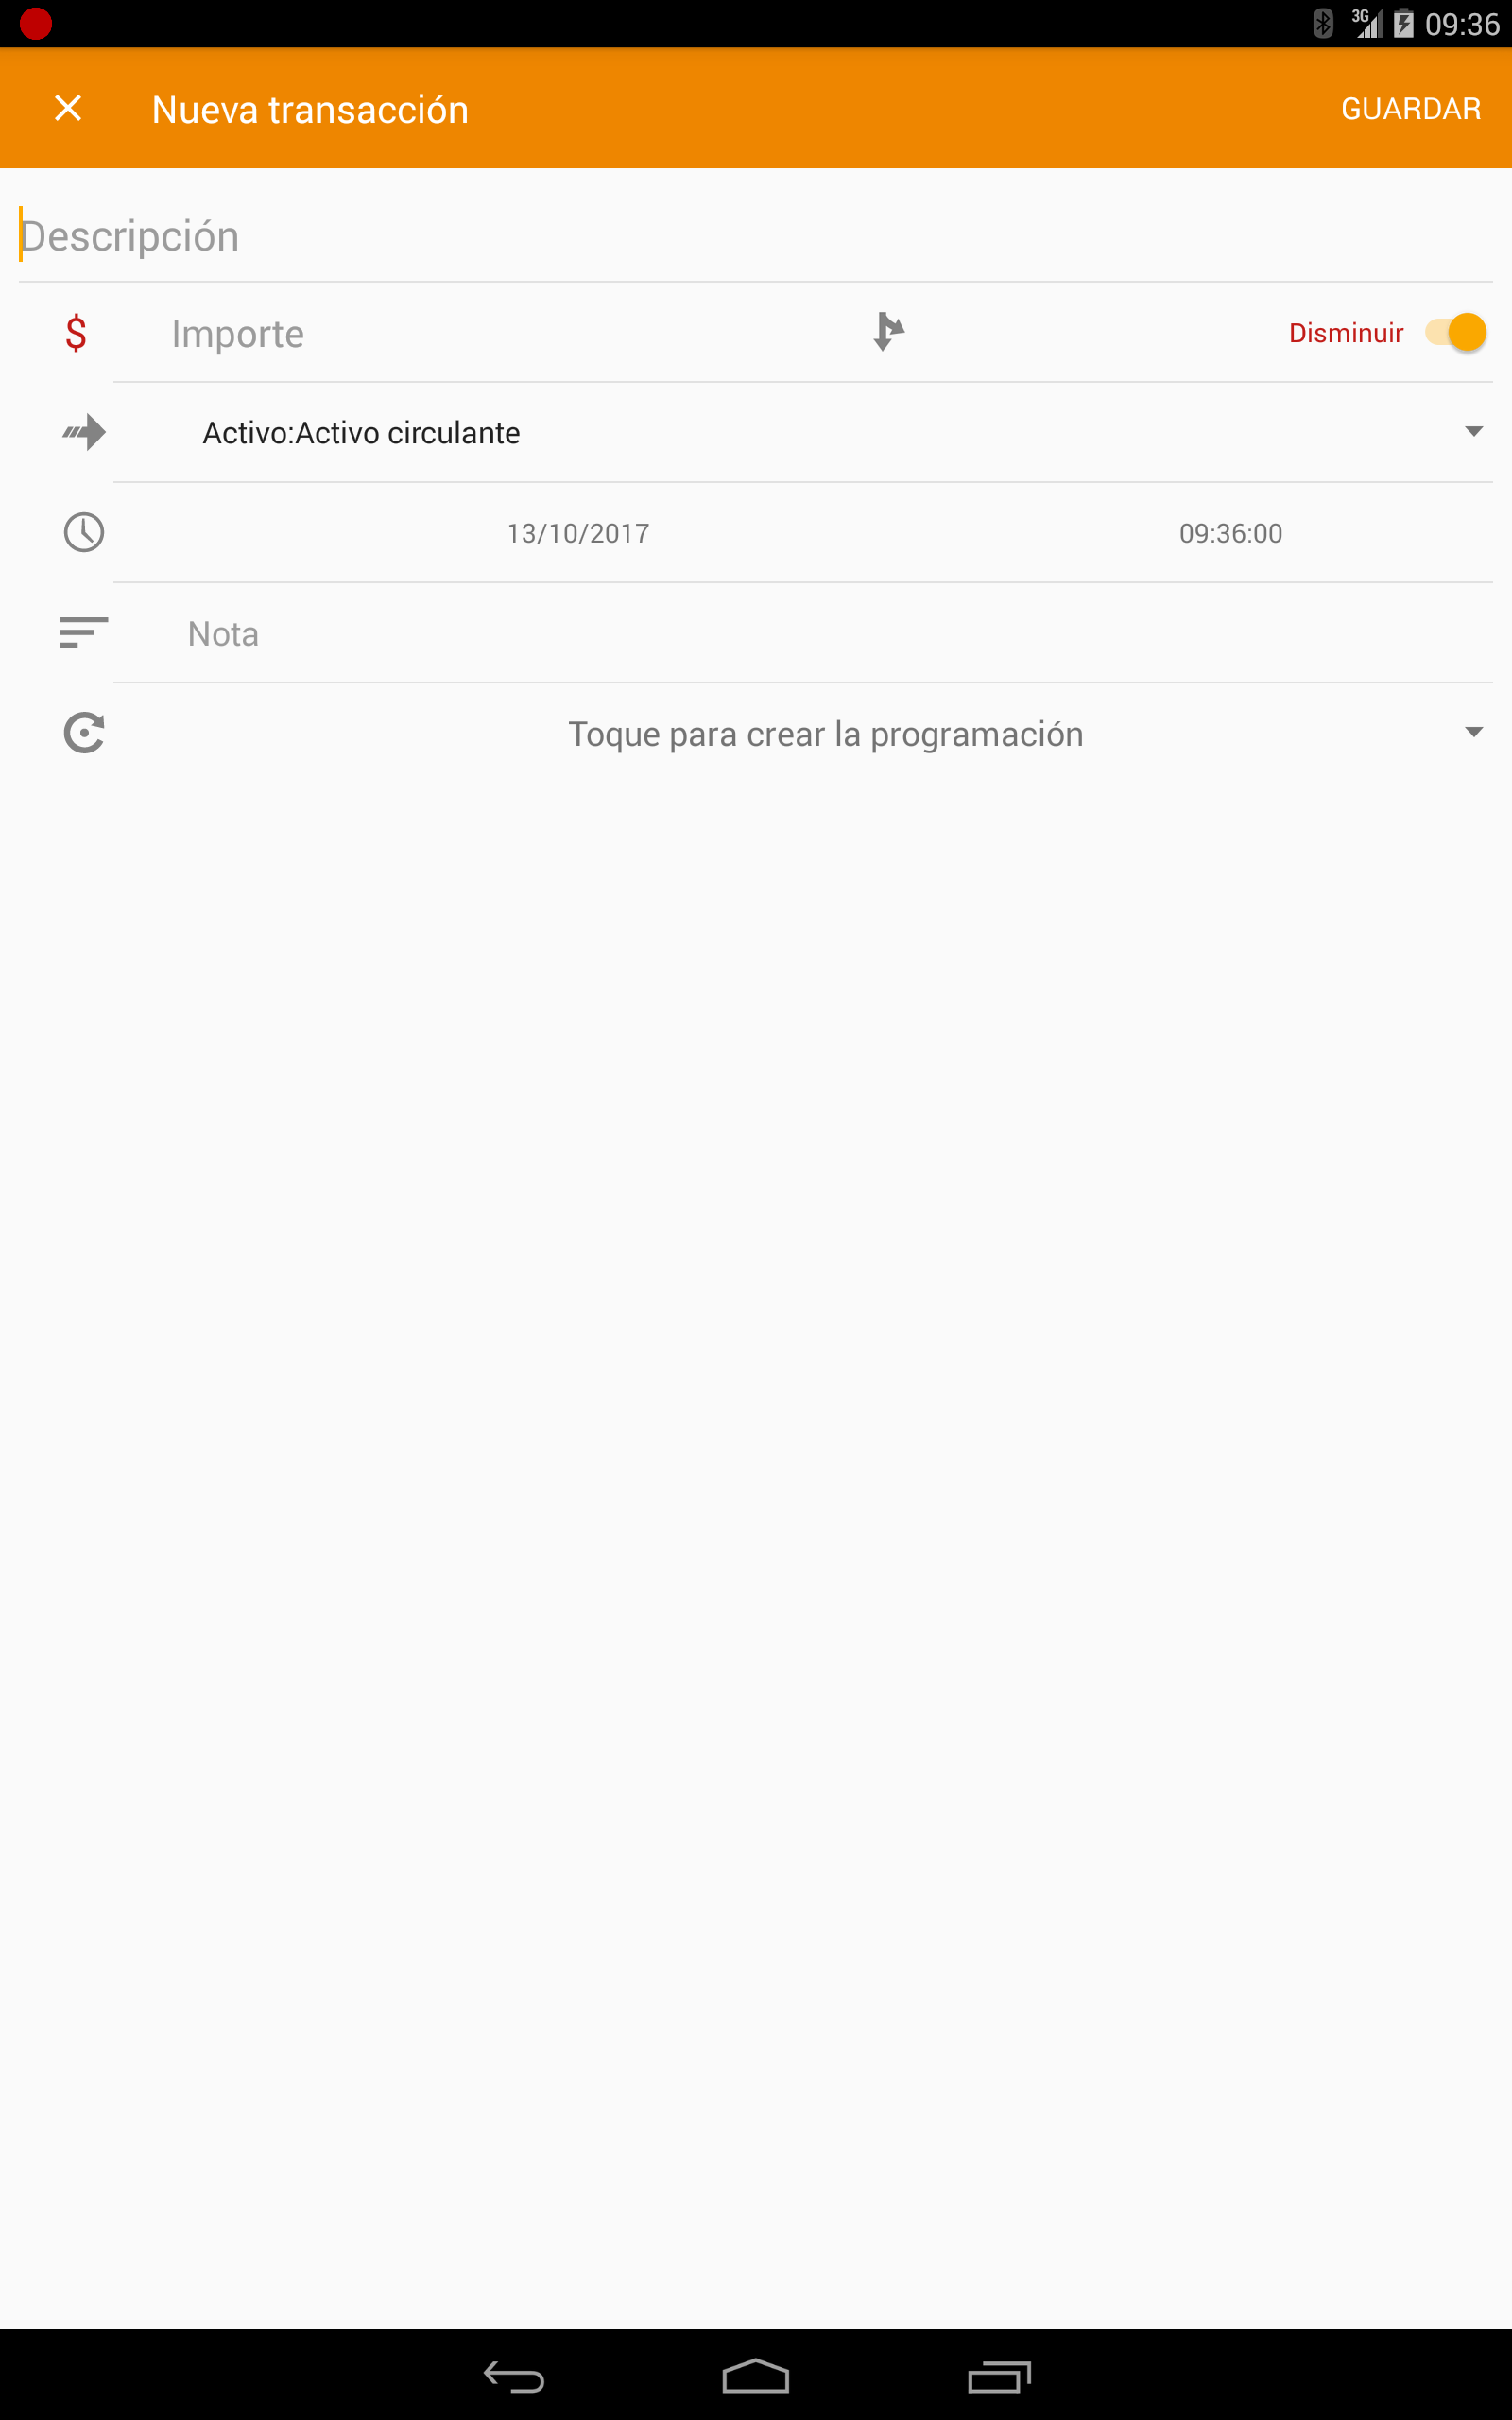 3G 09:36
Nueva transacción GUARDAR
Descripción
$ Importe Disminuir
Activo:Activo circulante
13/10/2017 09:36:00
Nota
Toque para crear la programación